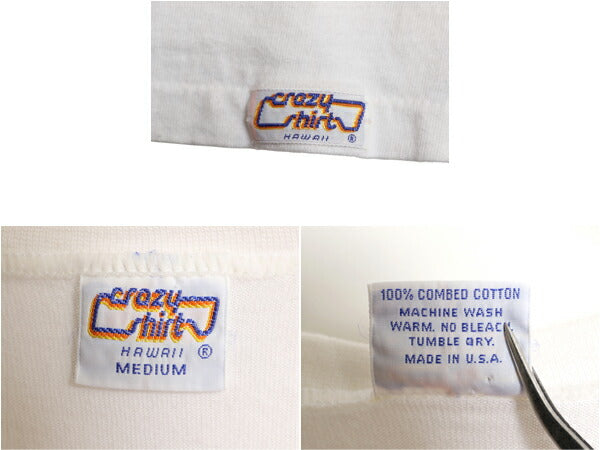 crazy
shirts
HAWAII ®
crazy
shirts
HAWAII ®
MEDIUM
100% COMBED COTTON
MACHINE WASH
WARM. NO BLEACH.
TUMBLE DRY.
MADE IN U.S.A.